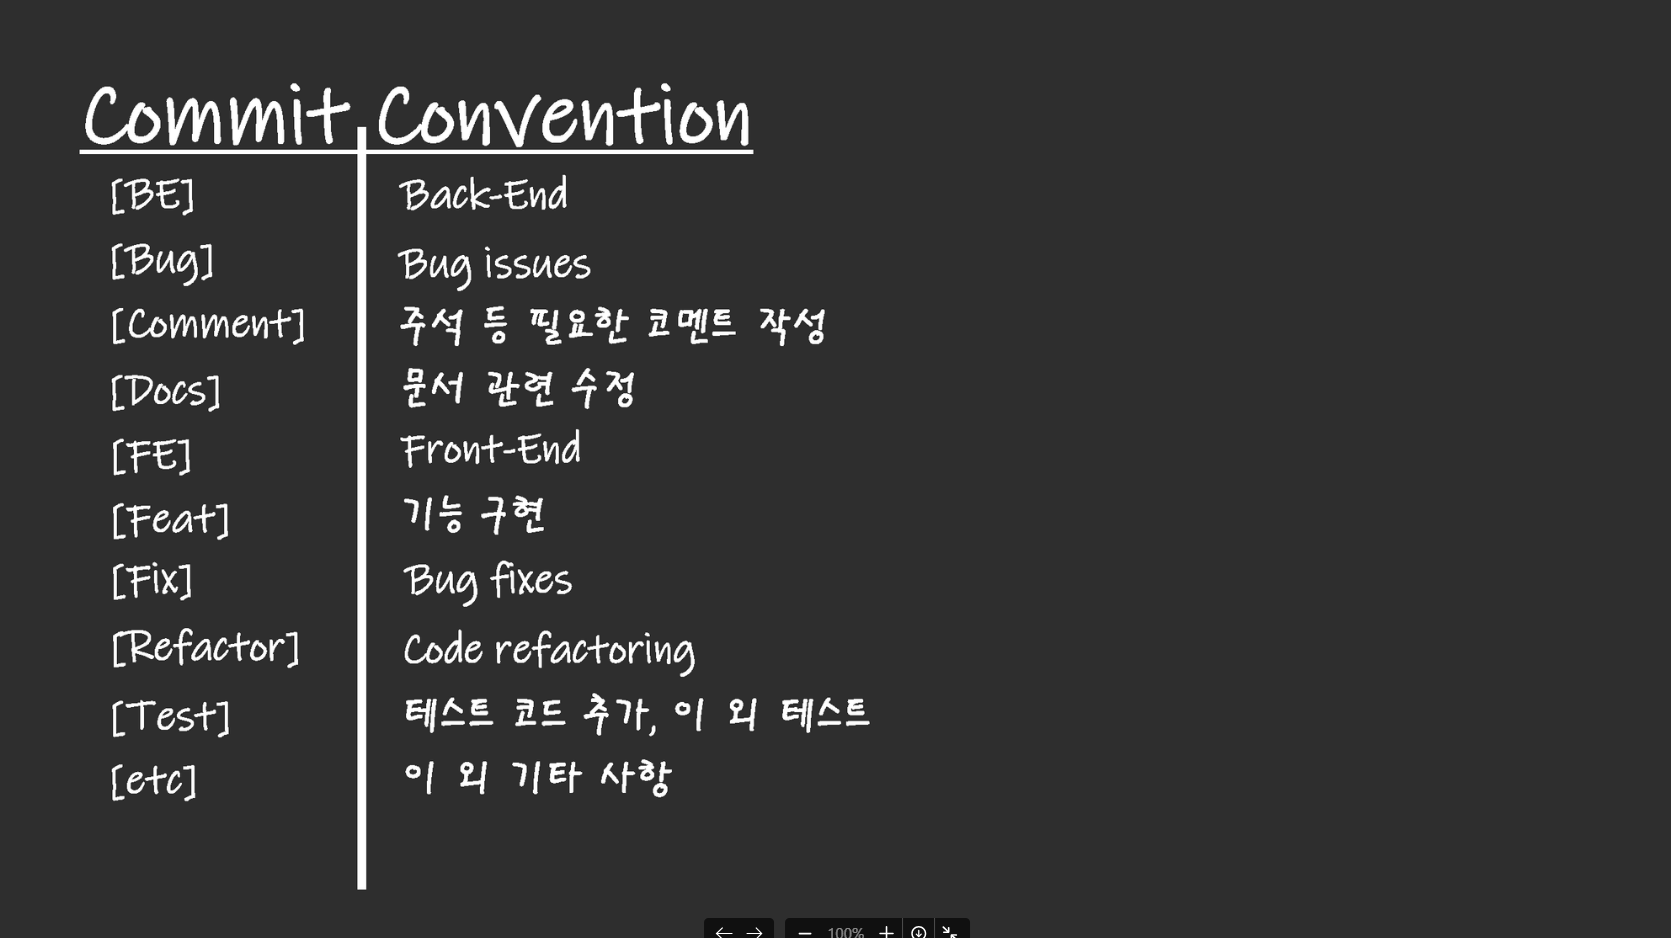 Commit Convention
[BE] Back-End
[Bug] Bug issues
[Comment] 주석 등 필요한 코멘트 작성
[Docs] 문서 관련 수정
[FE] Front-End
[Feat] 기능 구현
[Fix] Bug fixes
[Refactor] Code refactoring
[Test] 테스트 코드 추가, 이 외 테스트
[etc] 이 외 기타 사항
100%